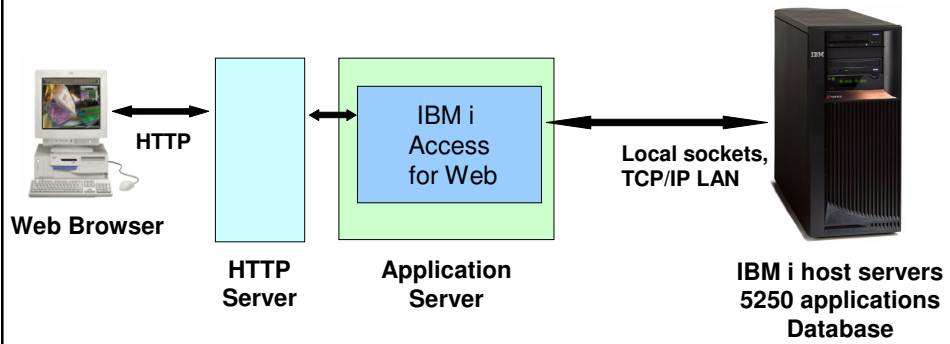 HTTP
Web Browser
HTTP
Server
IBM i
Access
for Web
Application
Server
Local sockets,
TCP/IP LAN
IBM
IBM i host servers
5250 applications
Database